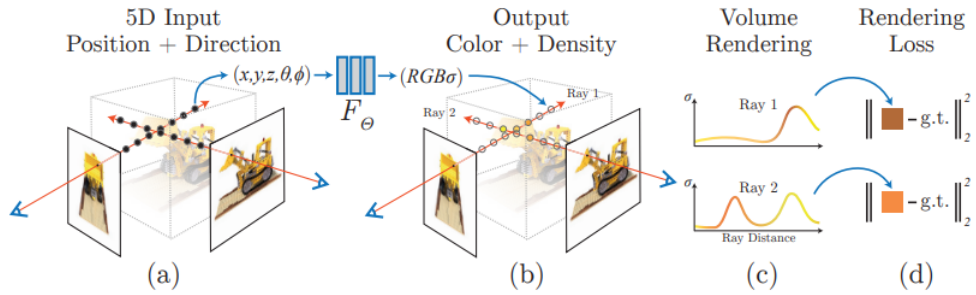 5D Input
Position + Direction
Output
Color + Density
Volume
Rendering
Rendering
Loss
(x,y,z,θ,ϕ)
F_Θ
(RGBσ)
Ray 1
Ray 2
σ
Ray 1
‖ – g.t. ‖₂²
σ
Ray 2
Ray Distance
‖ – g.t. ‖₂²
(a)
(b)
(c)
(d)